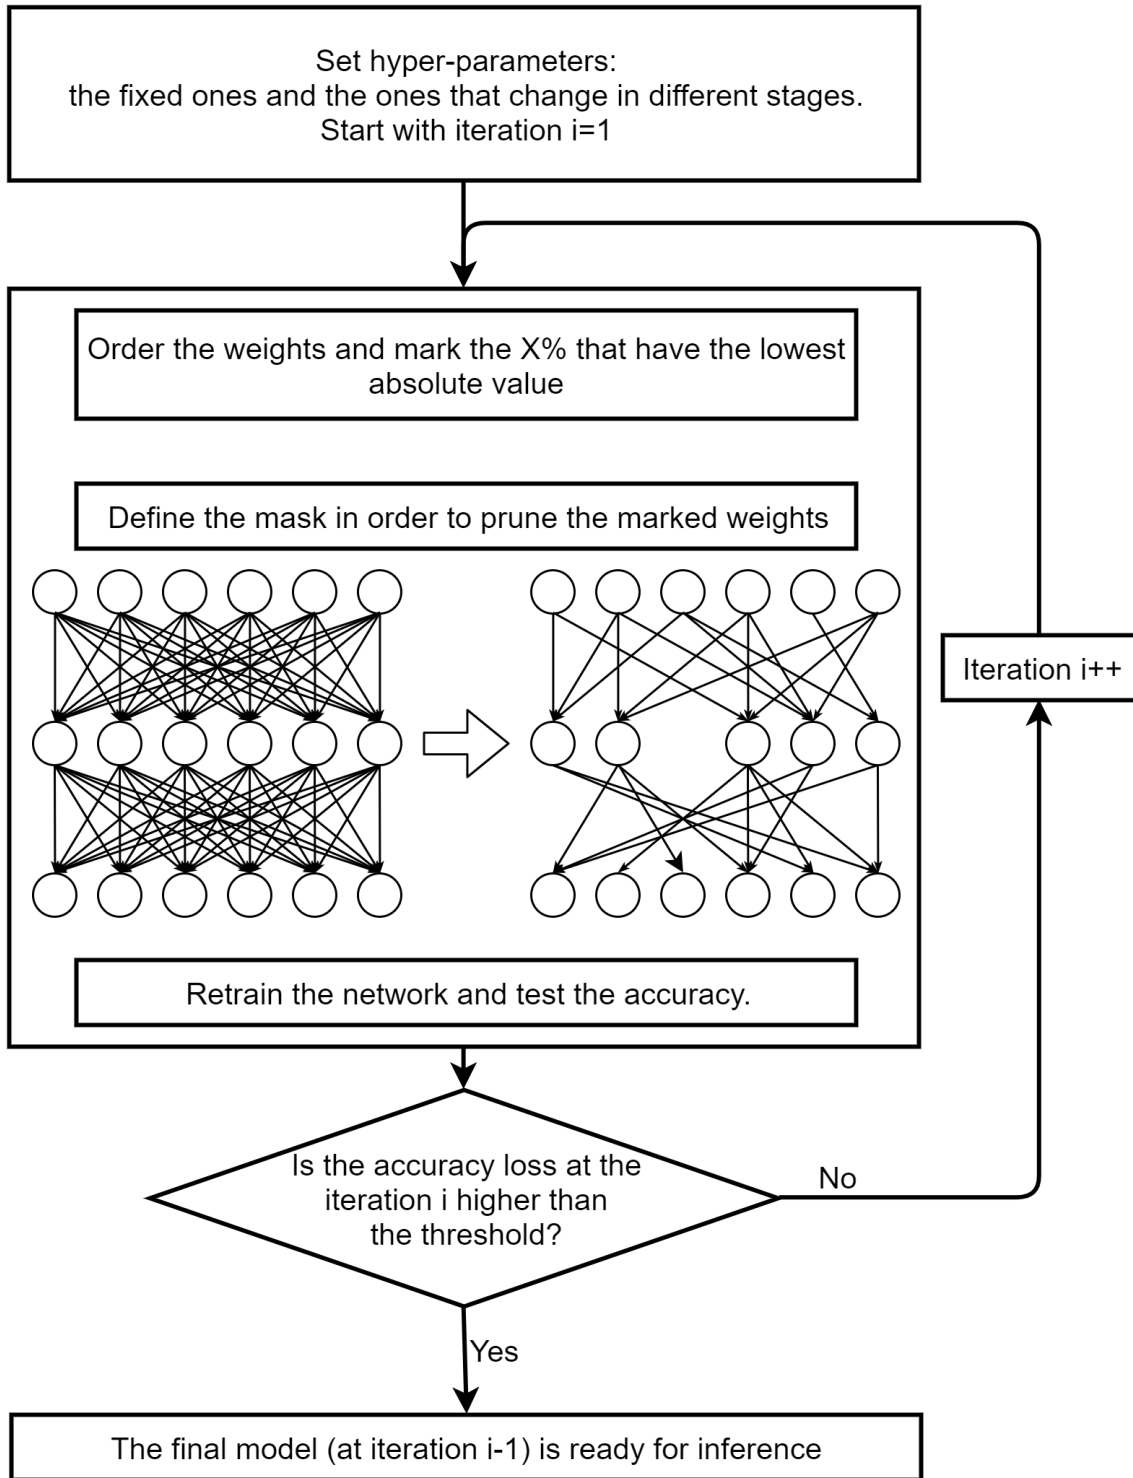 Set hyper-parameters:
the fixed ones and the ones that change in different stages.
Start with iteration i=1
Order the weights and mark the X% that have the lowest
absolute value
Define the mask in order to prune the marked weights
Iteration i++
Retrain the network and test the accuracy.
Is the accuracy loss at the
iteration i higher than
the threshold?
No
Yes
The final model (at iteration i-1) is ready for inference